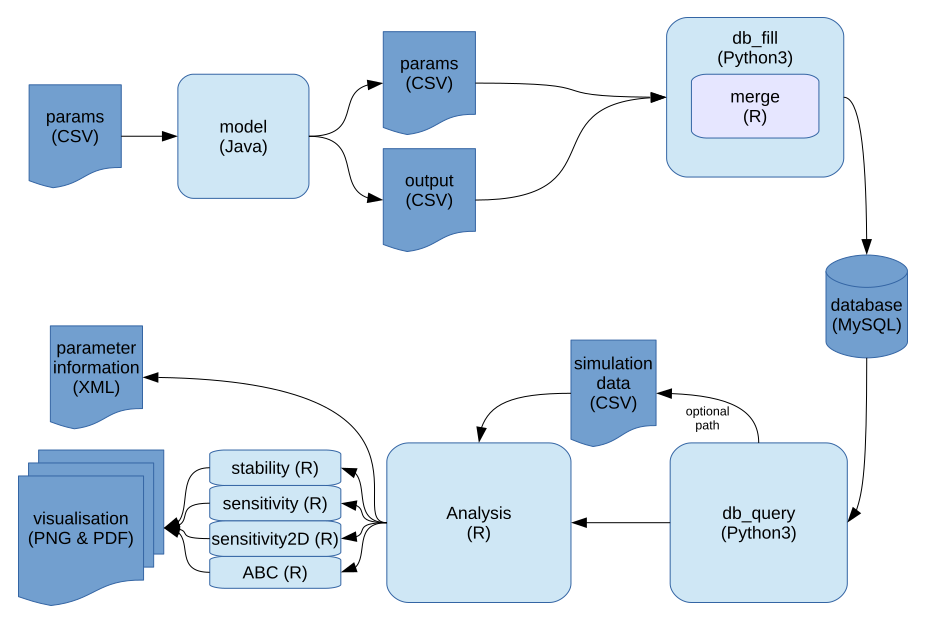 params
(CSV)
model
(Java)
params
(CSV)
output
(CSV)
db_fill
(Python3)
merge
(R)
database
(MySQL)
parameter
information
(XML)
simulation
data
(CSV)
optional
path
stability (R)
sensitivity (R)
sensitivity2D (R)
ABC (R)
visualisation
(PNG & PDF)
Analysis
(R)
db_query
(Python3)